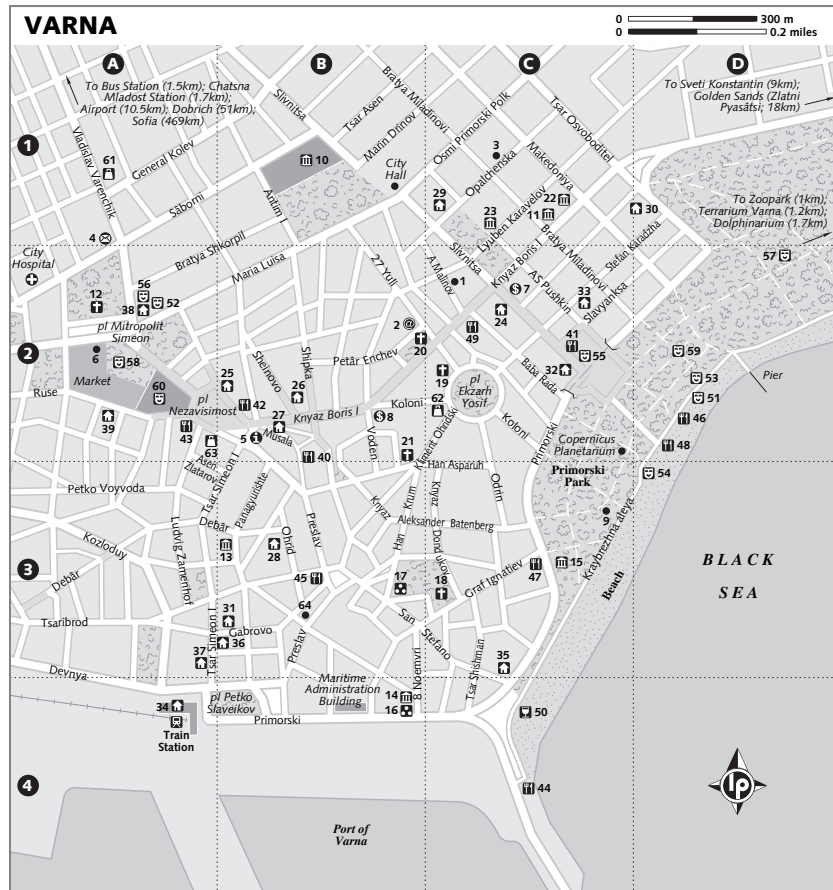 VARNA
0 300 m
0 0.2 miles
A
B
C
D
To Bus Station (1.5km); Chatsna
Mladost Station (1.7km);
Airport (10.5km); Dobrich (51km);
Sofia (469km)
To Sveti Konstantin (9km);
Golden Sands (Zlatni
Pyasâtsi; 18km)
Slivnitsa
Tsar Asen
Bratya Miladinovi
Marin Drinov
Osmi Primorski Polk
Tsar Osvoboditel
1
Vladislav Varenchik
61
General Kolev
10
City
Hall
3
Opalchenska
Makedoniya
Sâborni
Antim I
29
23
22
11
Lyuben Karavelov
30
To Zoopark (1km);
Terrarium Varna (1.2km);
Dolphinarium (1.7km)
4
City
Hospital
Bratya Shkorpil
Maria Luisa
27 Yuli
A Malinov
Slivnitsa
Knyaz Boris I
Bratya Miladinovi
Stefan Karadzha
57
56
52
12
38
pl Mitropolit
Simeon
1
7
AS Pushkin
33
Slavyanska
24
2
49
20
41
55
59
2
6
58
Market
Petâr Enchev
Sheinovo
Shipka
19
pl
Ekzarh
Yosif
Baba Rada
32
53
Pier
Ruse
60
25
26
pl
Nezavisimost
42
Knyaz Boris I
Koloni
8
62
51
46
39
43
63
5
27
Musala
40
Voden
21
Kliment Ohridski
Koloni
Primorski
Copernicus
Planetarium
48
Asen
Zlatarov
Tsar Simeon I
Panagyurishte
Han Asparuh
Primorski
Park
54
Petko Voyvoda
Knyaz
Krum
Knyaz
Odrin
9
Kraybrezhna aleya
Kozloduy
Ludvig Zamenhof
Debâr
Ohrid
Preslav
Aleksander Batenberg
Han
Dondukov
BLACK
SEA
13
28
3
Debâr
45
17
18
Graf Ignatiev
47
15
Beach
Tsaribrod
31
Tsar Simeon I
Gabrovo
36
64
San
Stefano
37
Preslav
Tsar Shishman
35
Devnya
Maritime
Administration
Building
14
16
8 Noemvri
34
Train
Station
pl Petko
Slaveikov
Primorski
50
4
44
lp
Port of
Varna